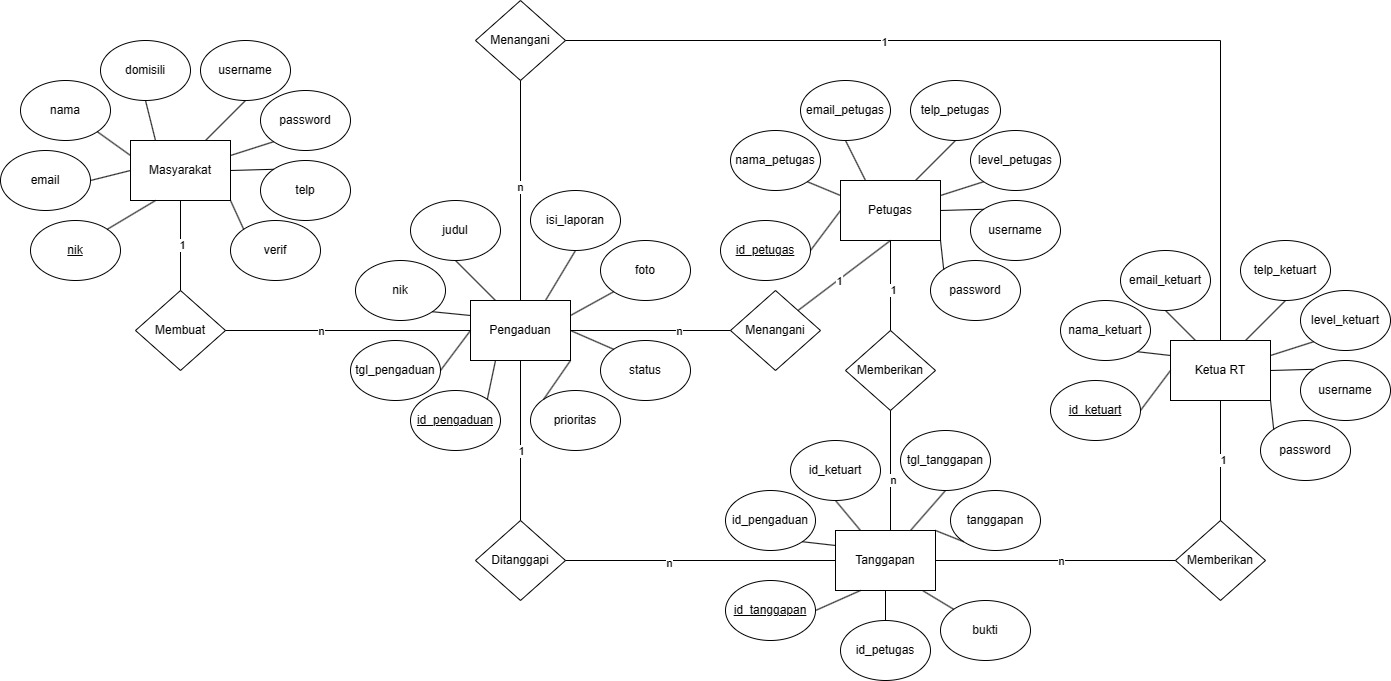 Menangani
1
domisili
username
nama
password
Masyarakat
email
telp
nik
verif
1
Membuat
n
n
judul
isi_laporan
nik
foto
Pengaduan
tgl_pengaduan
status
id_pengaduan
prioritas
n
Menangani
1
email_petugas
telp_petugas
nama_petugas
level_petugas
Petugas
username
id_petugas
password
1
Memberikan
n
email_ketuart
telp_ketuart
nama_ketuart
level_ketuart
Ketua RT
username
id_ketuart
password
1
Memberikan
n
1
Ditanggapi
n
id_ketuart
tgl_tanggapan
id_pengaduan
tanggapan
Tanggapan
id_tanggapan
bukti
id_petugas